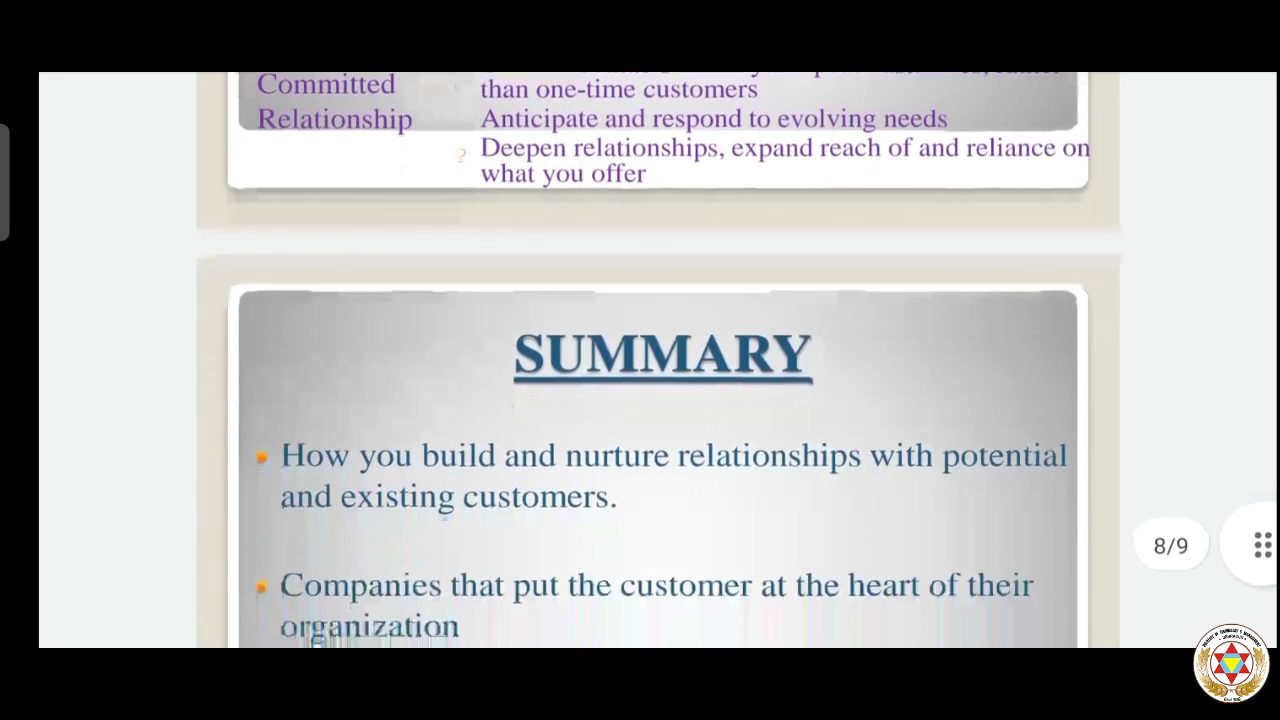 Committed
Relationship
than one-time customers
Anticipate and respond to evolving needs
Deepen relationships, expand reach of and reliance on
what you offer
SUMMARY
How you build and nurture relationships with potential
and existing customers.
Companies that put the customer at the heart of their
organization
8/9